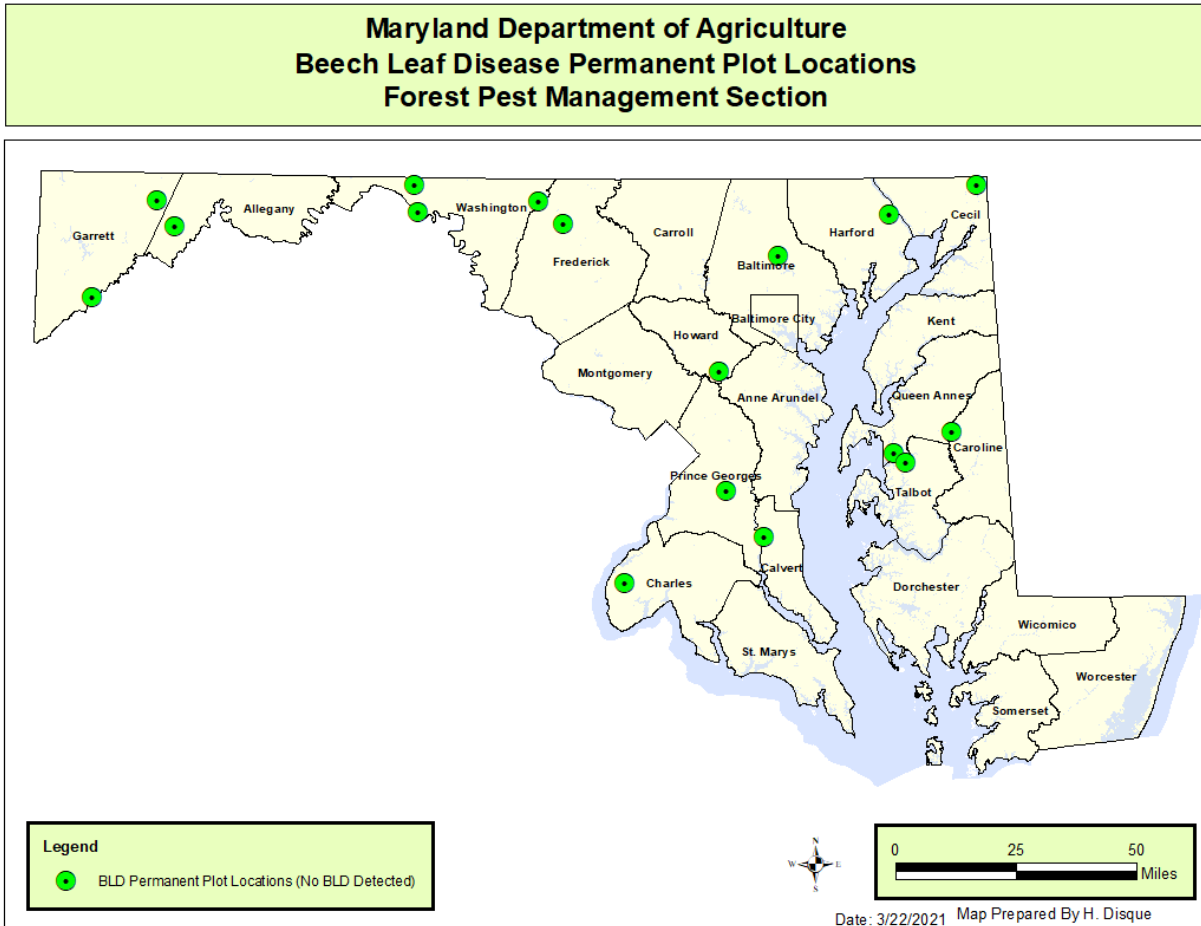 Maryland Department of Agriculture
Beech Leaf Disease Permanent Plot Locations
Forest Pest Management Section
Garrett
Allegany
Washington
Frederick
Carroll
Baltimore
Harford
Cecil
Baltimore City
Howard
Kent
Montgomery
Anne Arundel
Queen Annes
Caroline
Prince Georges
Talbot
Charles
Calvert
Dorchester
St. Marys
Wicomico
Worcester
Somerset
Legend
BLD Permanent Plot Locations (No BLD Detected)
N
W E
S
0 25 50
Miles
Date: 3/22/2021 Map Prepared By H. Disque